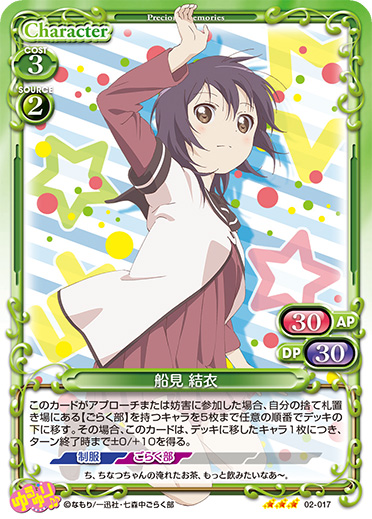 Precious Memories
Character
COST
3
SOURCE
2
30 AP
DP 30
船見 結衣
このカードがアプローチまたは妨害に参加した場合、自分の捨て札置
き場にある【ごらく部】を持つキャラを5枚まで任意の順番でデッキの
下に移す。その場合、このカードは、デッキに移したキャラ1枚につき、
ターン終了時まで±0/+10を得る。
制服 ごらく部
ち、ちなつちゃんの淹れたお茶、もっと飲みたいなあ〜。
ゆるゆり
©なもり/一迅社・七森中ごらく部
02-017